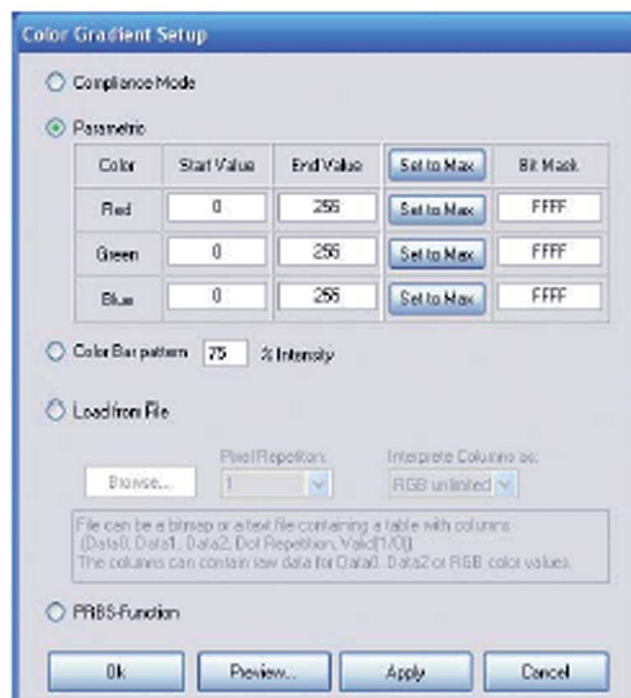 Color Gradient Setup
Compliance Mode
Parametric
Color Start Value End Value Set to Max Bit Mask
Red 0 255 Set to Max FFFF
Green 0 255 Set to Max FFFF
Blue 0 255 Set to Max FFFF
Color Bar pattern 75 % Intensity
Load from File
Pixel Repetition: Interprete Columns as:
Browse... 1 RGB unlimited
File can be a bitmap or a text file containing a table with columns
(Data0, Data1, Data2, Dot Repetition, Valid(1/0)).
The columns can contain raw data for Data0..Data2 or RGB color values.
PRBS-Function
Ok Preview... Apply Cancel